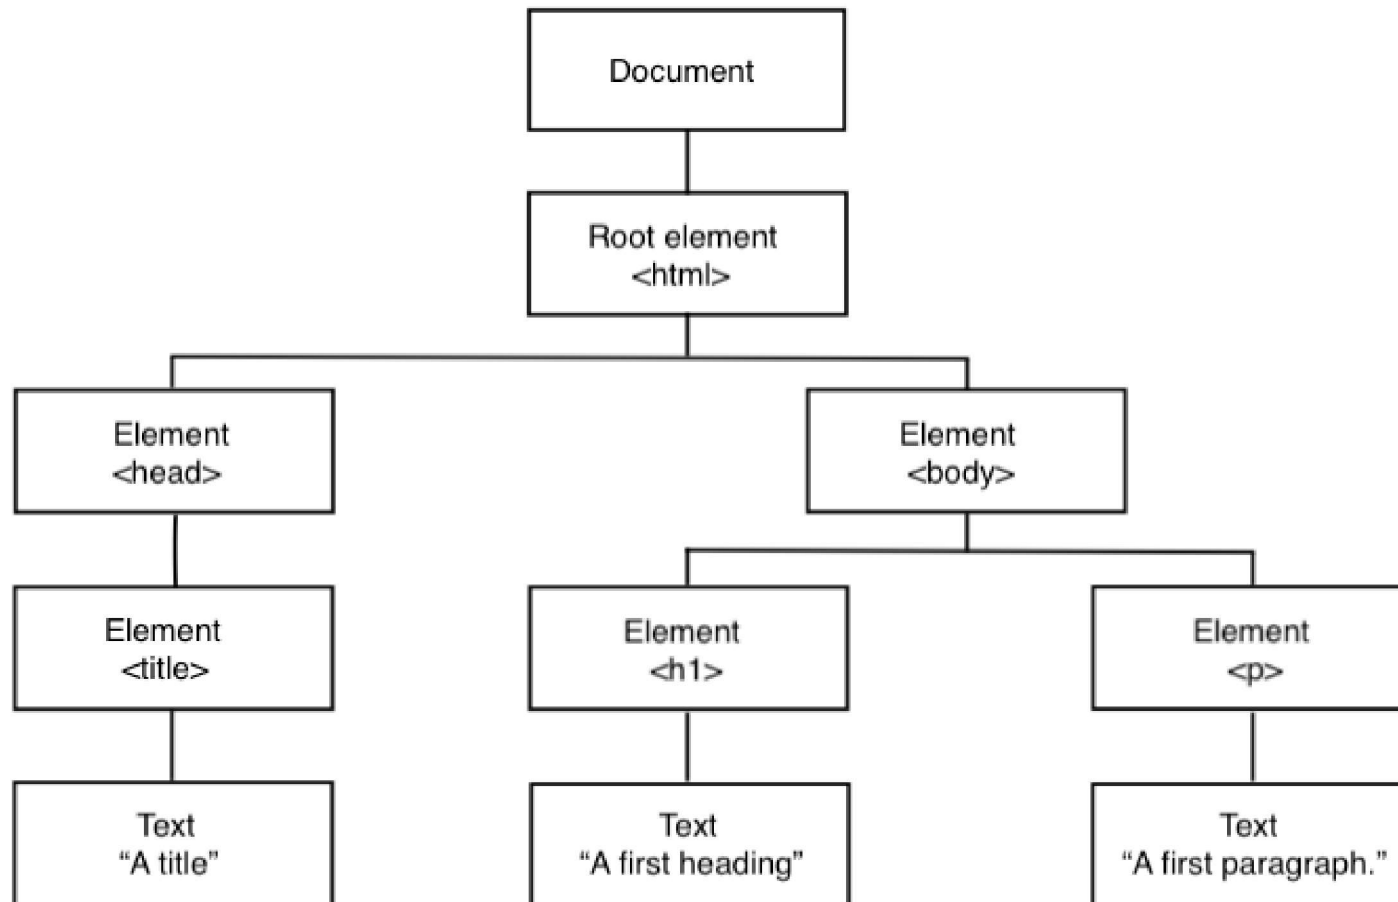 Document
Root element
<html>
Element
<head>
Element
<body>
Element
<title>
Element
<h1>
Element
<p>
Text
“A title”
Text
“A first heading”
Text
“A first paragraph.”